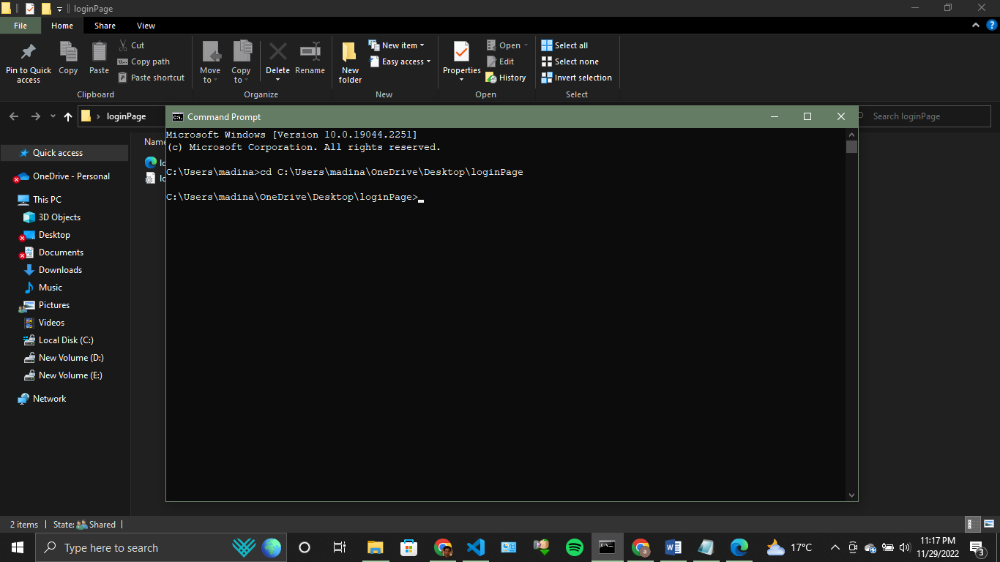 loginPage
File Home Share View
Pin to Quick access
Copy
Paste
Cut
Copy path
Paste shortcut
Clipboard
Move to
Copy to
Delete
Rename
Organize
New folder
New item
Easy access
New
Properties
Open
Edit
History
Open
Select all
Select none
Invert selection
Select
loginPage
Search loginPage
Command Prompt
Microsoft Windows [Version 10.0.19044.2251]
(c) Microsoft Corporation. All rights reserved.
C:\Users\madina>cd C:\Users\madina\OneDrive\Desktop\loginPage
C:\Users\madina\OneDrive\Desktop\loginPage>
Name
Quick access
OneDrive - Personal
This PC
3D Objects
Desktop
Documents
Downloads
Music
Pictures
Videos
Local Disk (C:)
New Volume (D:)
New Volume (E:)
Network
2 items State: Shared
Type here to search
17°C
11:17 PM
11/29/2022
3